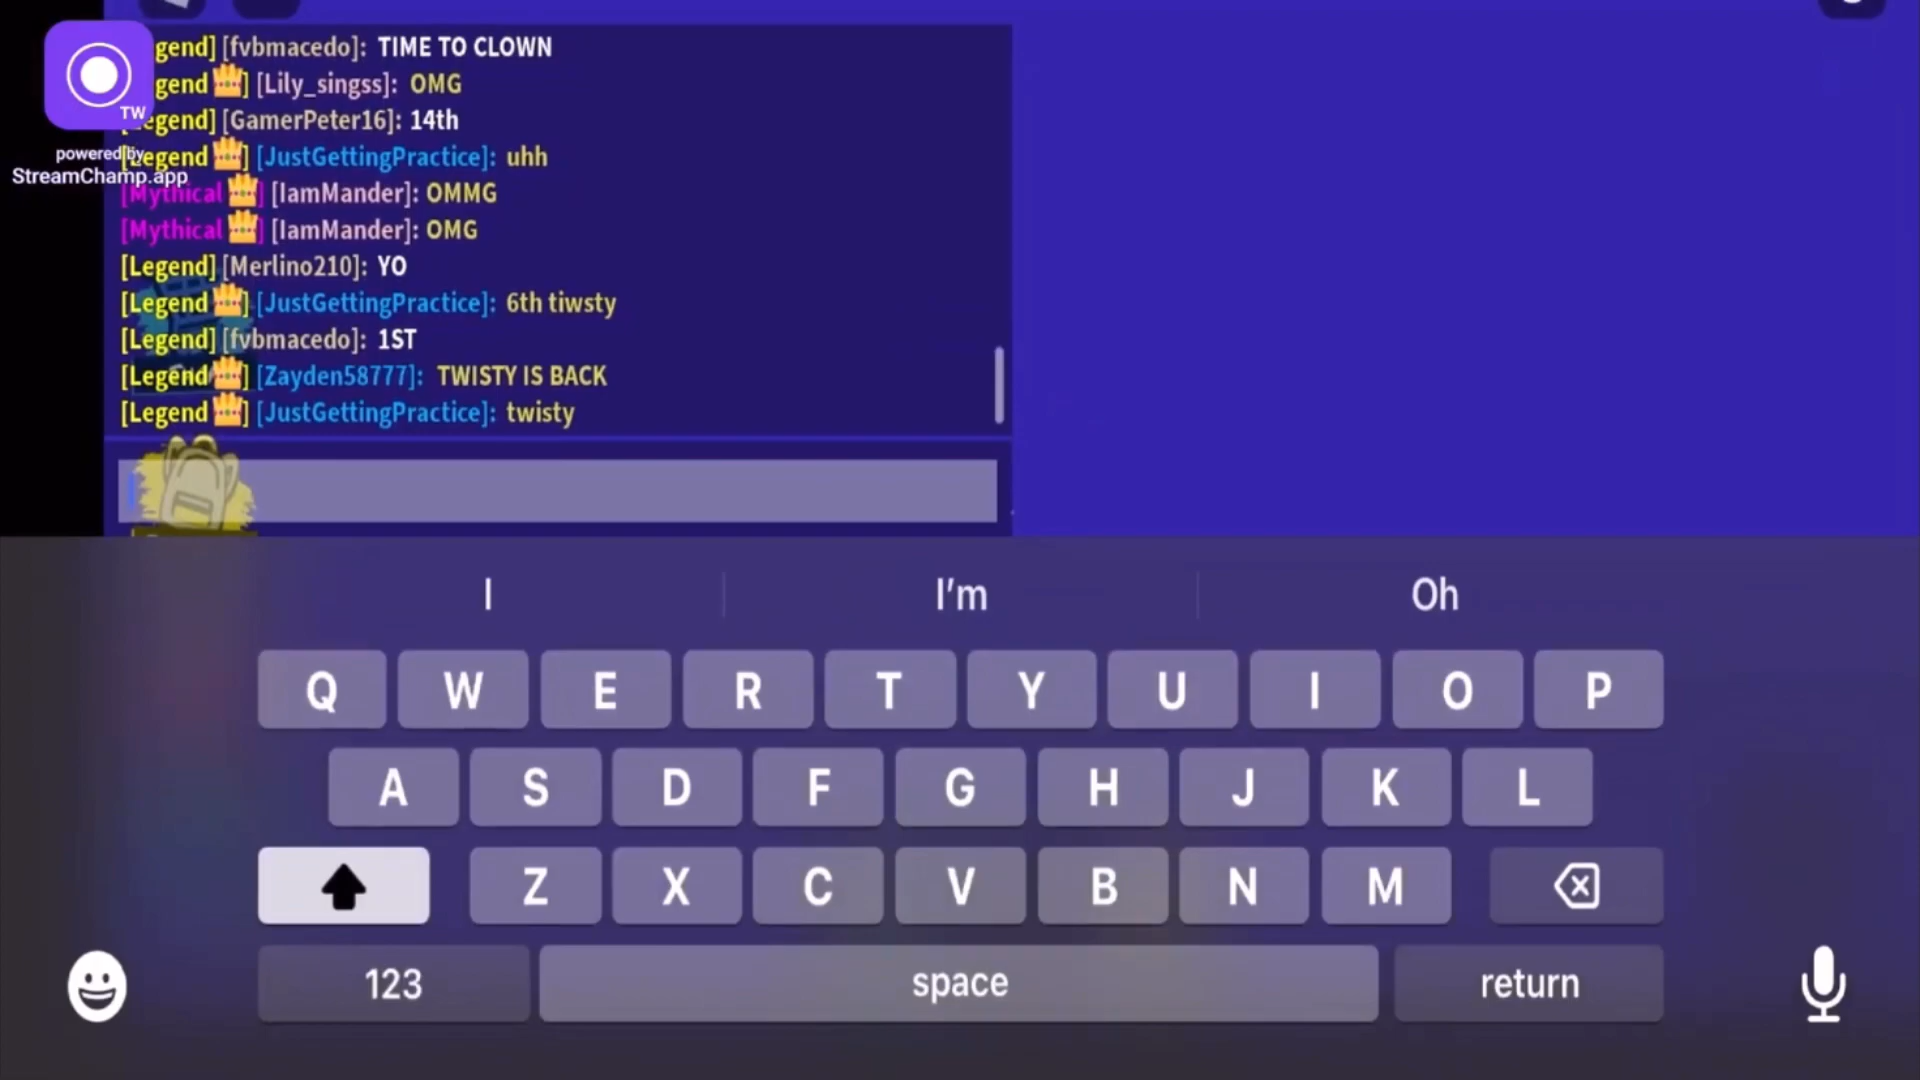 gend] [fvbmacedo]: TIME TO CLOWN
gend 👑] [Lily_singss]: OMG
[Legend] [GamerPeter16]: 14th
[Legend 👑] [JustGettingPractice]: uhh
[Mythical 👑] [IamMander]: OMMG
[Mythical 👑] [IamMander]: OMG
[Legend] [Merlino210]: YO
[Legend 👑] [JustGettingPractice]: 6th tiwsty
[Legend] [fvbmacedo]: 1ST
[Legend 👑] [Zayden58777]: TWISTY IS BACK
[Legend 👑] [JustGettingPractice]: twisty
TW
powered by
StreamChamp.app
I I'm Oh
Q W E R T Y U I O P
A S D F G H J K L
Z X C V B N M
123 space return